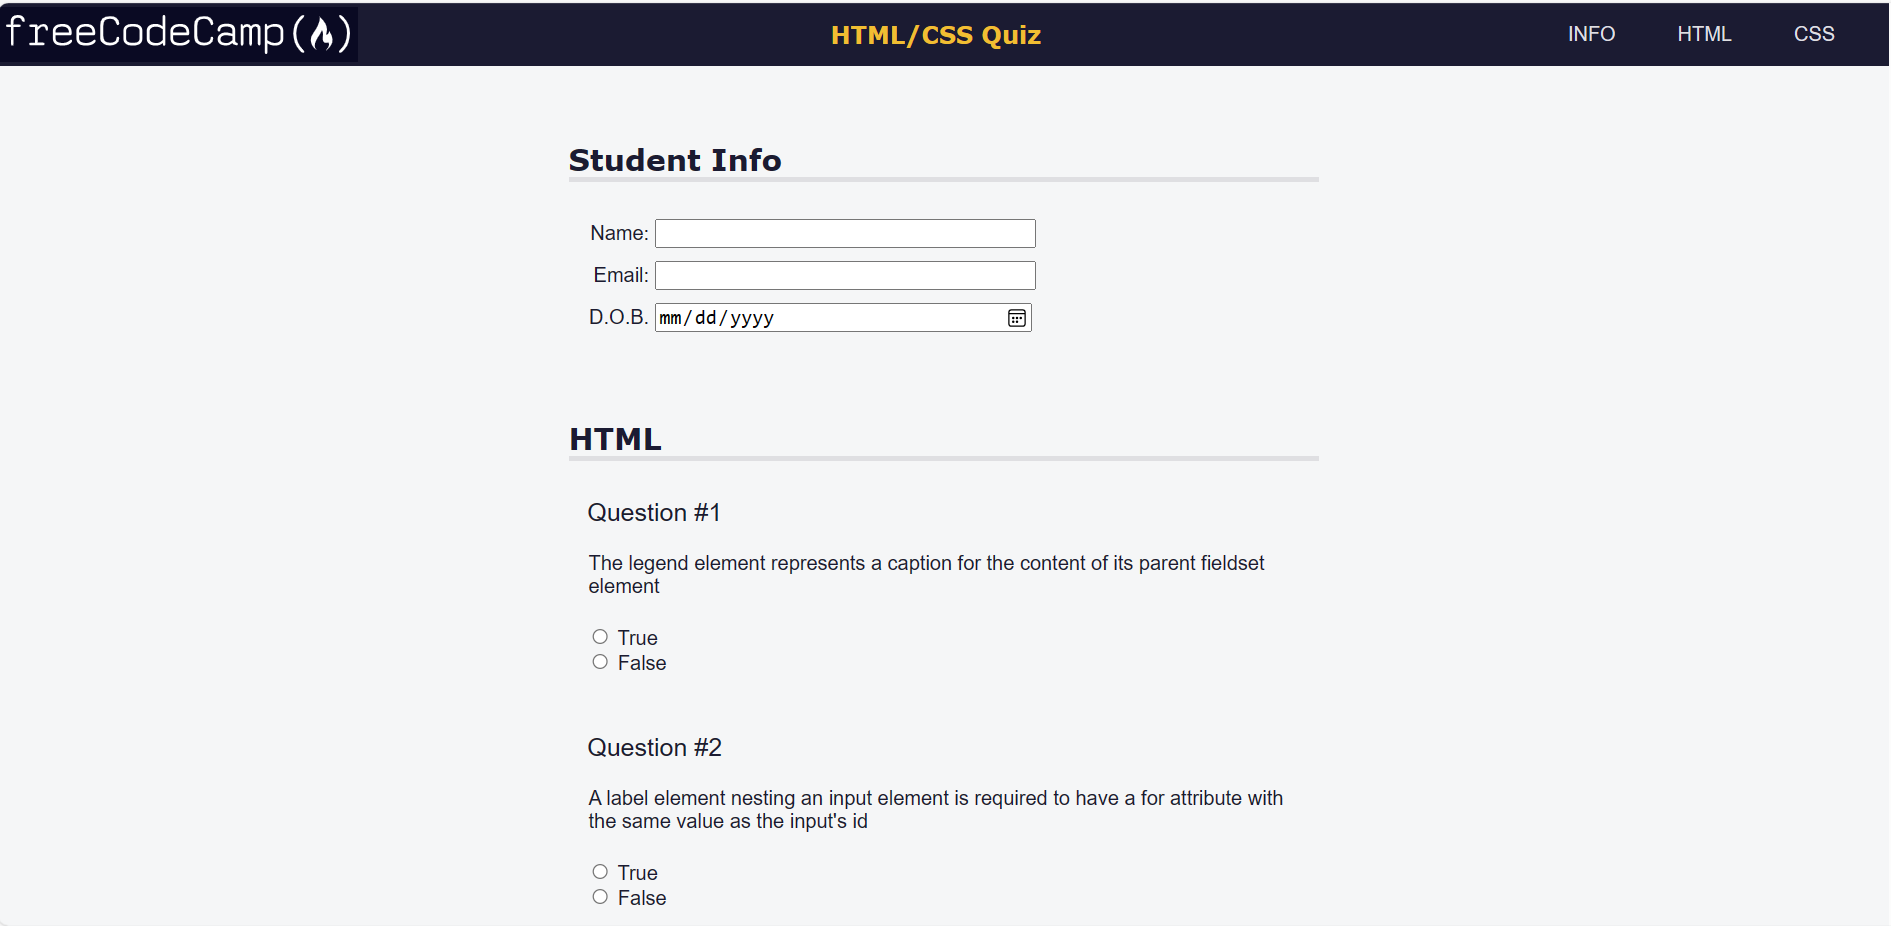 freeCodeCamp
HTML/CSS Quiz
INFO
HTML
CSS
Student Info
Name:
Email:
D.O.B. mm/dd/yyyy
HTML
Question #1
The legend element represents a caption for the content of its parent fieldset
element
True
False
Question #2
A label element nesting an input element is required to have a for attribute with
the same value as the input's id
True
False